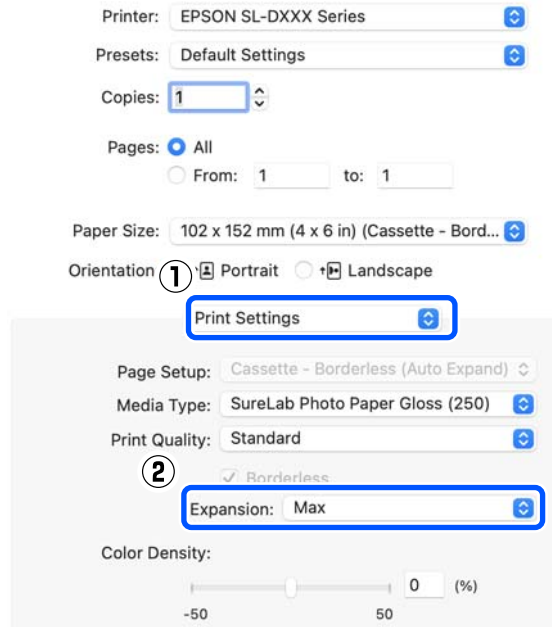 Printer: EPSON SL-DXXX Series
Presets: Default Settings
Copies: 1
Pages: All
From: 1 to: 1
Paper Size: 102 x 152 mm (4 x 6 in) (Cassette - Bord...
Orientation 1 Portrait Landscape
Print Settings
Page Setup: Cassette - Borderless (Auto Expand)
Media Type: SureLab Photo Paper Gloss (250)
Print Quality: Standard
2 Borderless
Expansion: Max
Color Density:
0 (%)
-50 50